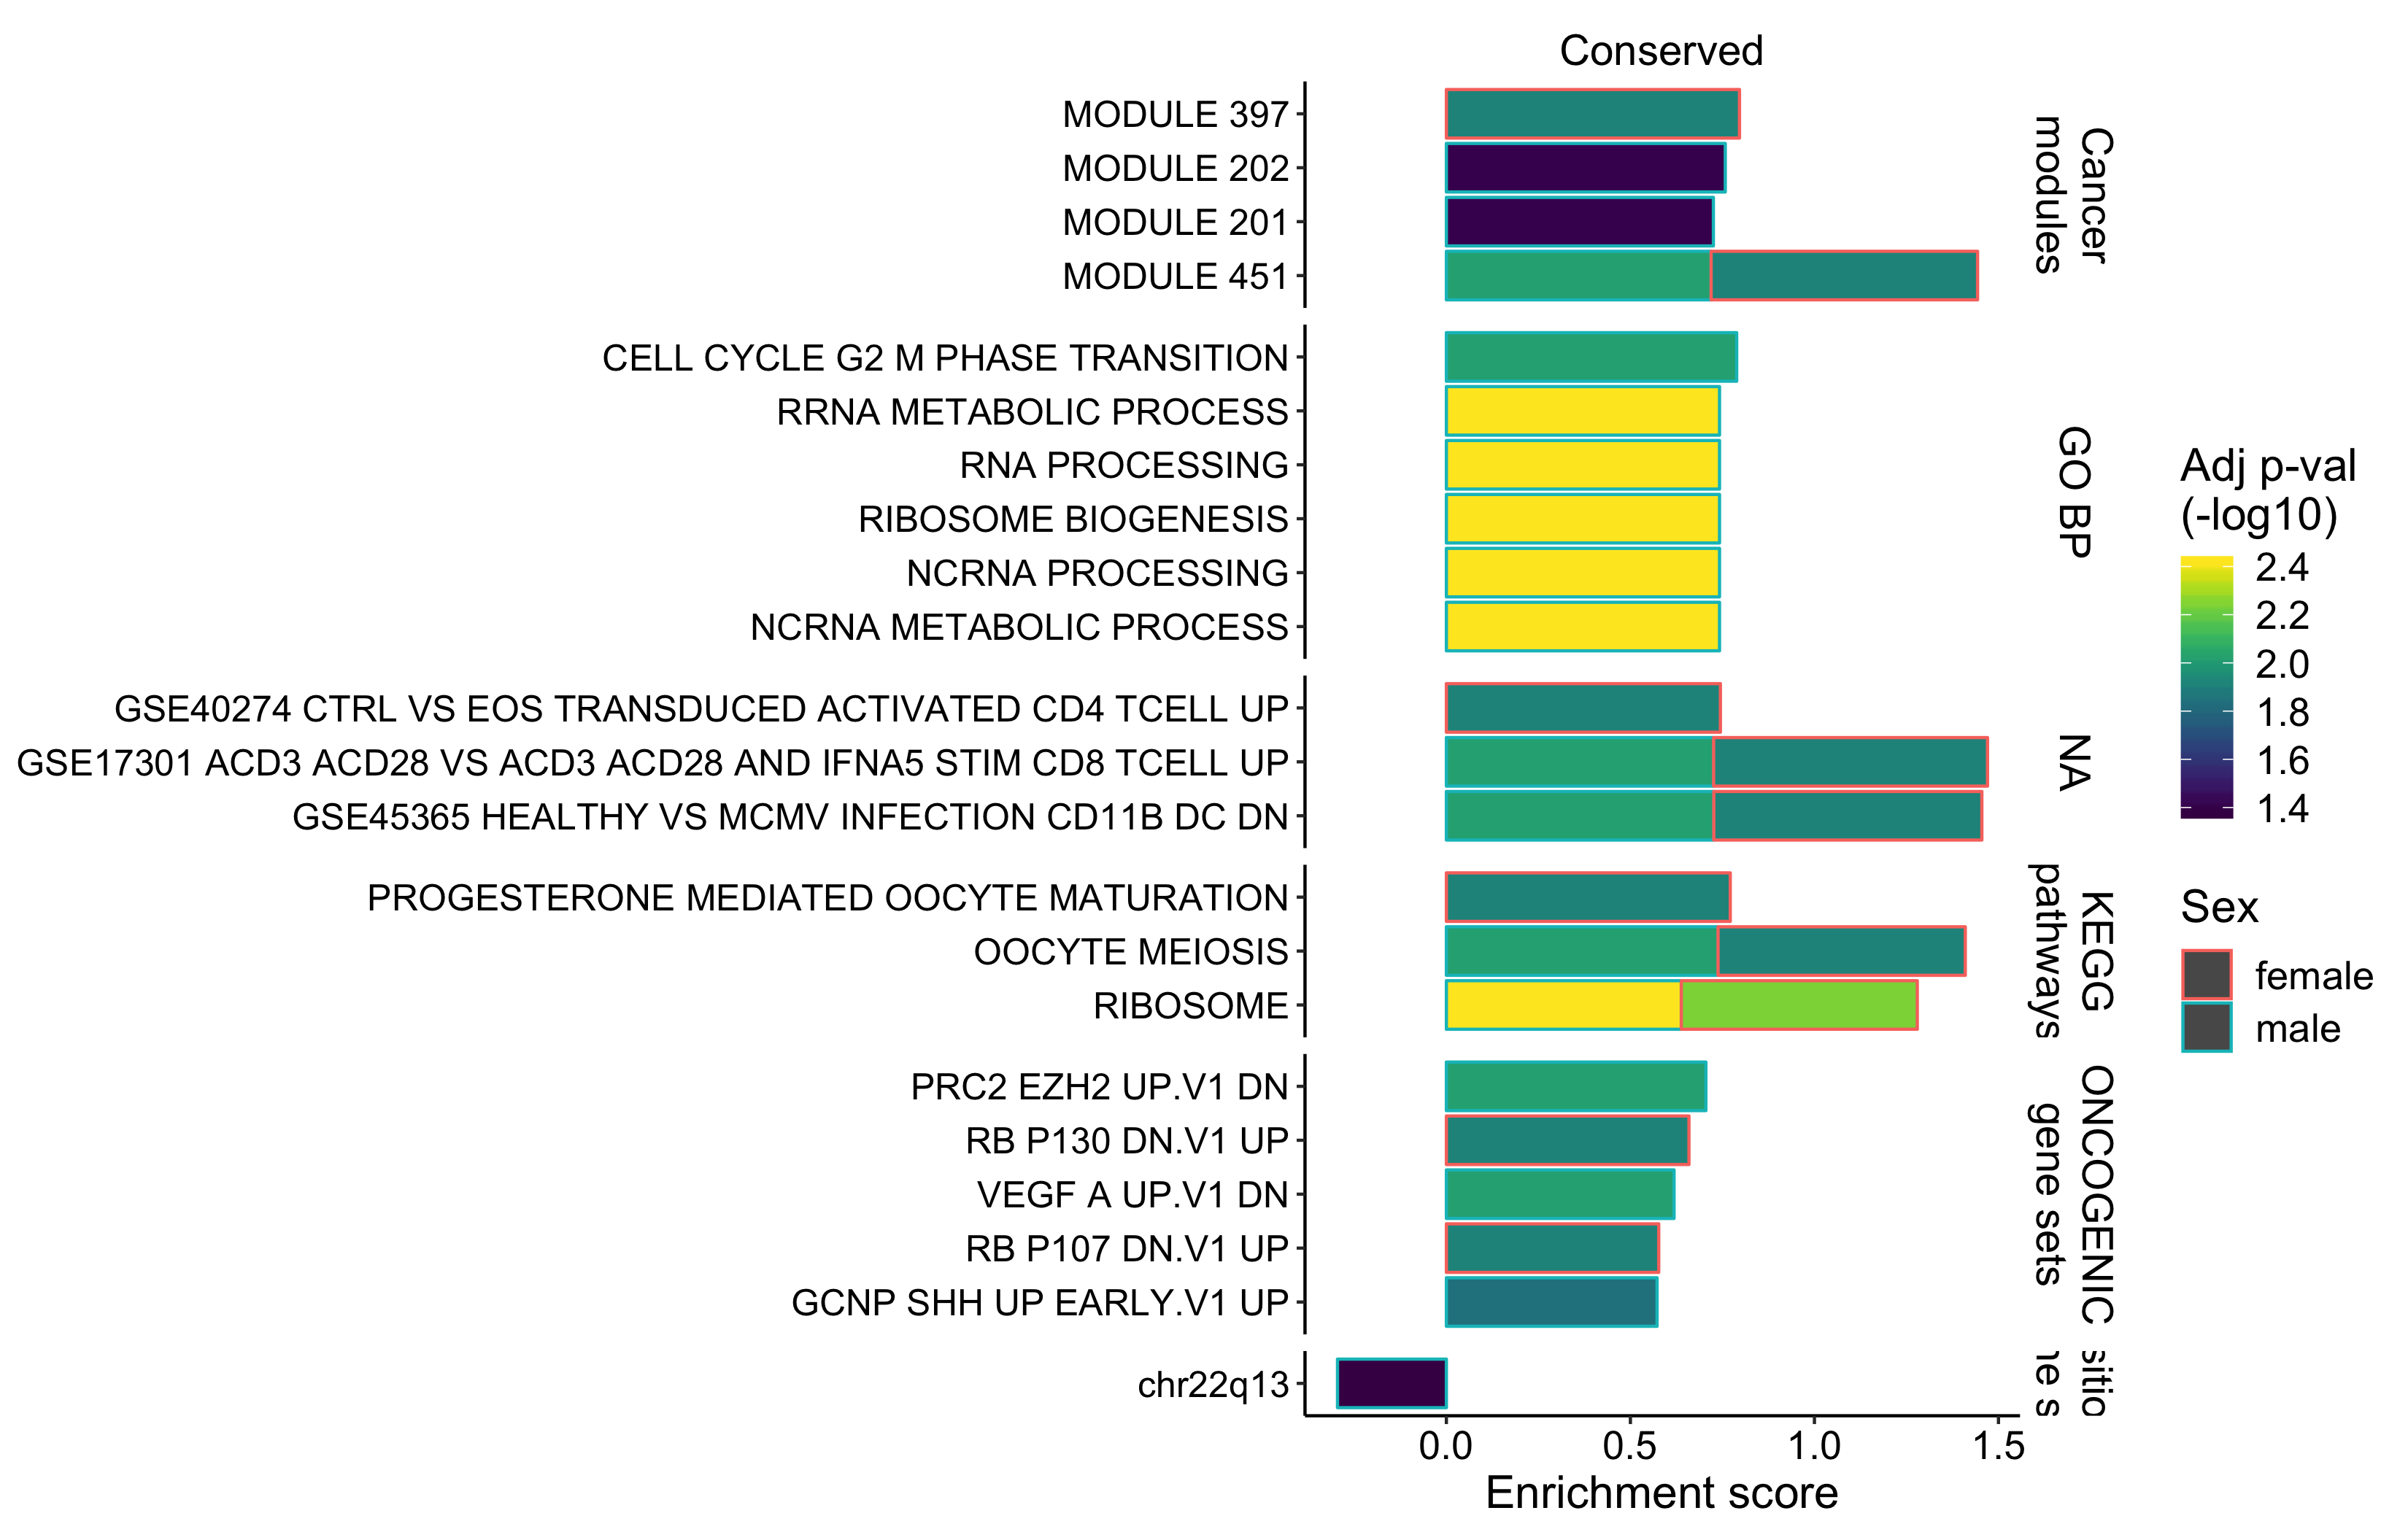 Conserved
MODULE 397
MODULE 202
MODULE 201
MODULE 451
Cancer
modules
CELL CYCLE G2 M PHASE TRANSITION
RRNA METABOLIC PROCESS
RNA PROCESSING
RIBOSOME BIOGENESIS
NCRNA PROCESSING
NCRNA METABOLIC PROCESS
GO BP
GSE40274 CTRL VS EOS TRANSDUCED ACTIVATED CD4 TCELL UP
GSE17301 ACD3 ACD28 VS ACD3 ACD28 AND IFNA5 STIM CD8 TCELL UP
GSE45365 HEALTHY VS MCMV INFECTION CD11B DC DN
NA
PROGESTERONE MEDIATED OOCYTE MATURATION
OOCYTE MEIOSIS
RIBOSOME
KEGG
pathways
PRC2 EZH2 UP.V1 DN
RB P130 DN.V1 UP
VEGF A UP.V1 DN
RB P107 DN.V1 UP
GCNP SHH UP EARLY.V1 UP
ONCOGENIC
gene sets
chr22q13
0.0 0.5 1.0 1.5
Enrichment score
Adj p-val
(-log10)
2.4
2.2
2.0
1.8
1.6
1.4
Sex
female
male